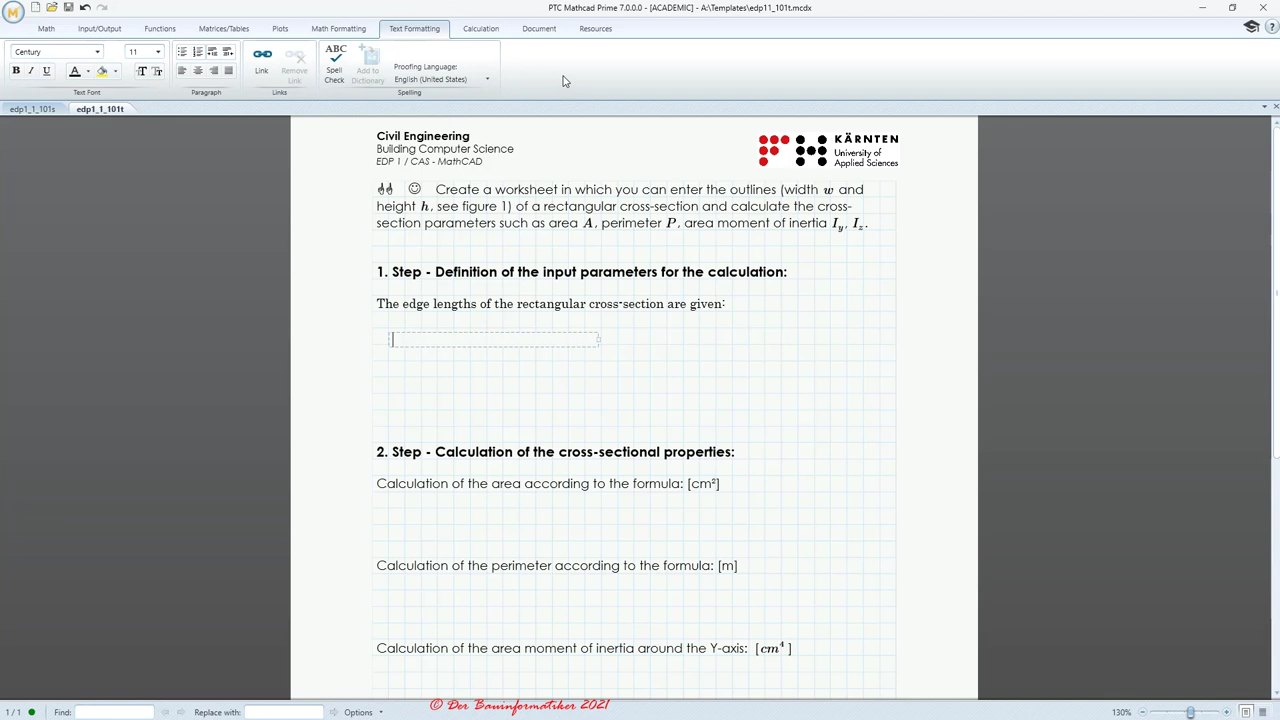 PTC Mathcad Prime 7.0.0.0 - [ACADEMIC] - A:\Templates\edp11_101t.mcdx
Math Input/Output Functions Matrices/Tables Plots Math Formatting Text Formatting Calculation Document Resources
Century 11
B I U A
Text Font
Paragraph
Link
Remove Link
Links
ABC
Spell Check
Add to Dictionary
Proofing Language:
English (United States)
Spelling
edp1_1_101s edp1_1_101t
Civil Engineering
Building Computer Science
EDP 1 / CAS - MathCAD
KÄRNTEN
University of
Applied Sciences
Create a worksheet in which you can enter the outlines (width w and
height h, see figure 1) of a rectangular cross-section and calculate the cross-
section parameters such as area A, perimeter P, area moment of inertia I_y, I_z.
1. Step - Definition of the input parameters for the calculation:
The edge lengths of the rectangular cross-section are given:
2. Step - Calculation of the cross-sectional properties:
Calculation of the area according to the formula: [cm²]
Calculation of the perimeter according to the formula: [m]
Calculation of the area moment of inertia around the Y-axis: [cm⁴]
© Der Bauinformatiker 2021
1 / 1 Find: Replace with: Options 130%